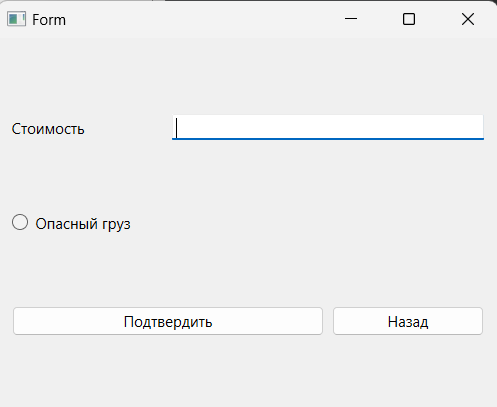 Form
Стоимость
Опасный груз
Подтвердить
Назад